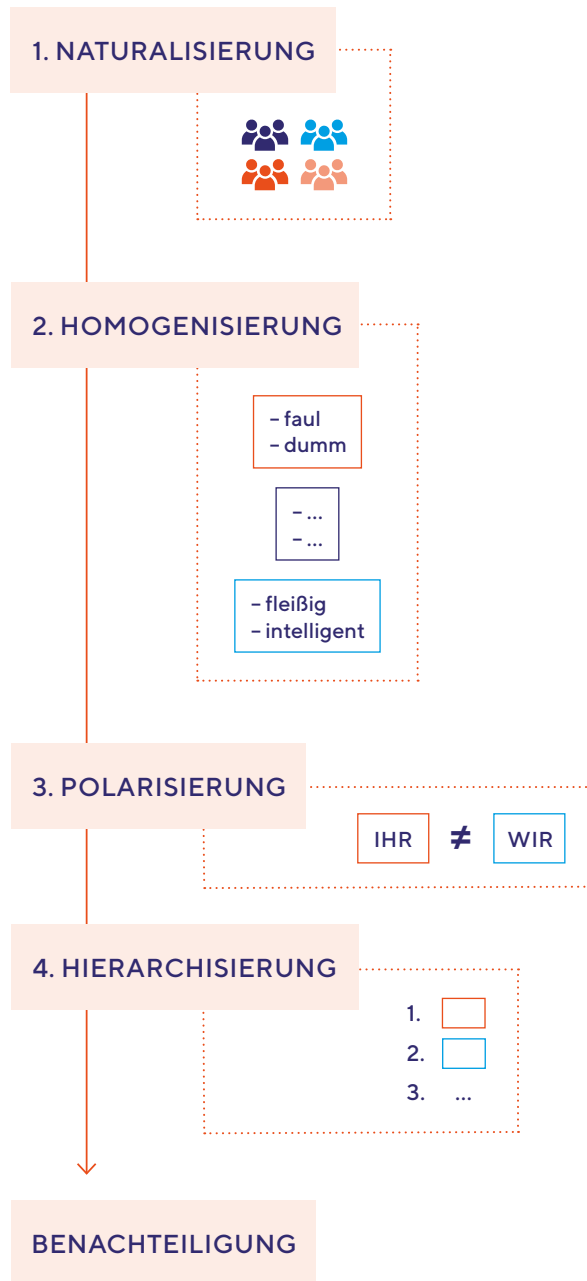 1. NATURALISIERUNG
2. HOMOGENISIERUNG
– faul
– dumm
– ...
– ...
– fleißig
– intelligent
3. POLARISIERUNG
IHR ≠ WIR
4. HIERARCHISIERUNG
1.
2.
3. ...
BENACHTEILIGUNG